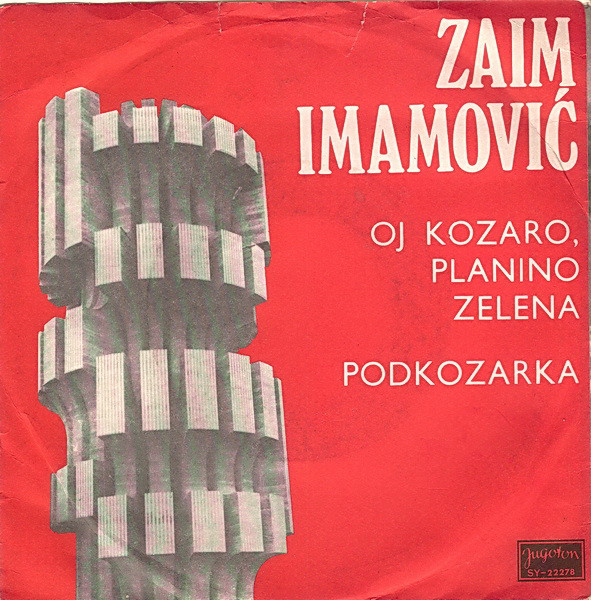 ZAIM
IMAMOVIĆ
OJ KOZARO,
PLANINO
ZELENA
PODKOZARKA
Jugoton
SY-22278